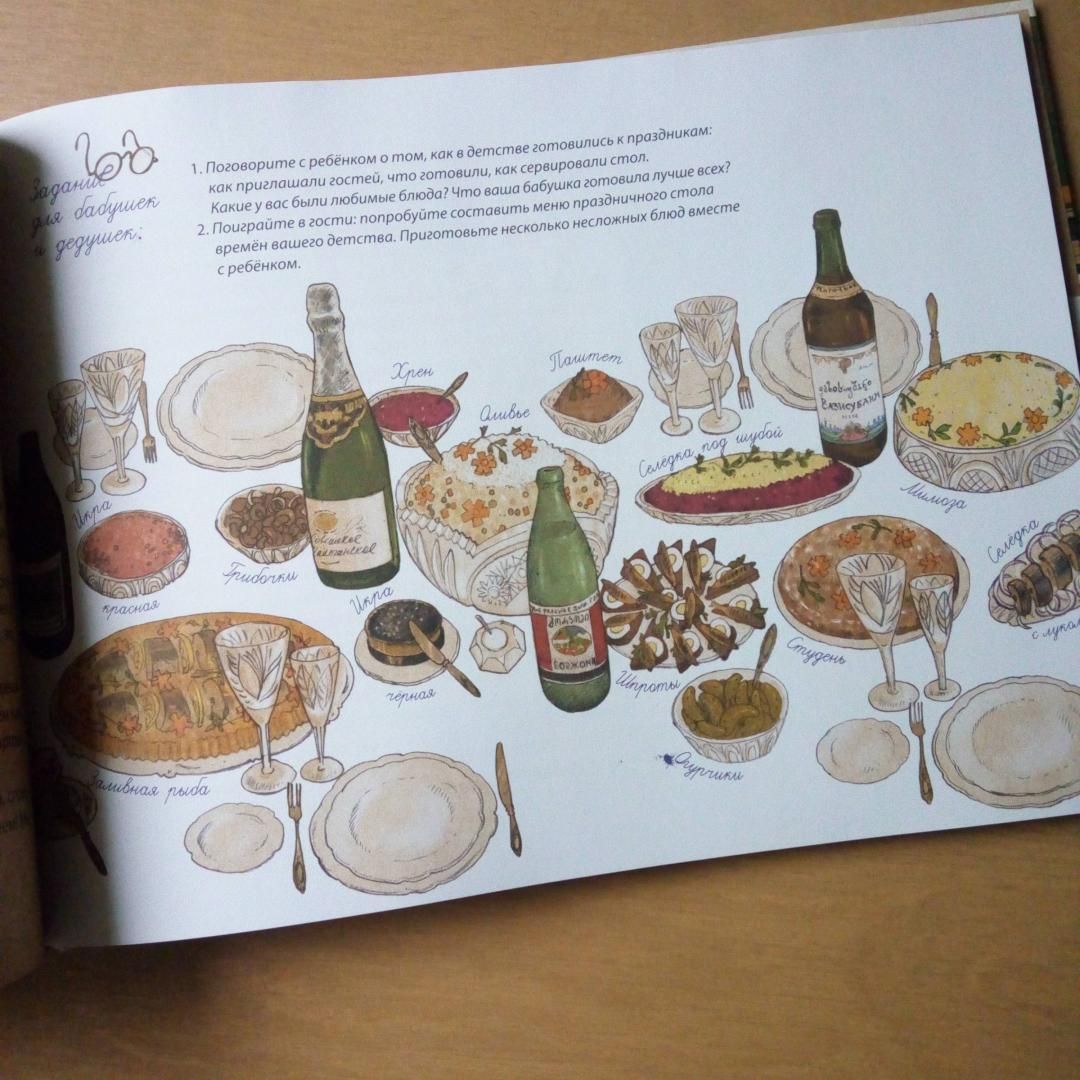 Задание
для бабушек
и дедушек:
1. Поговорите с ребёнком о том, как в детстве готовились к праздникам:
как приглашали гостей, что готовили, как сервировали стол.
Какие у вас были любимые блюда? Что ваша бабушка готовила лучше всех?
2. Поиграйте в гости: попробуйте составить меню праздничного стола
времён вашего детства. Приготовьте несколько несложных блюд вместе
с ребёнком.
Хрен
Паштет
Оливье
Селёдка под шубой
Мимоза
Икра
красная
Грибочки
Икра
чёрная
Шпроты
Студень
Селёдка
с луком
Заливная рыба
Огурчики
ВАЗИСУБАНИ
БОРЖОМИ